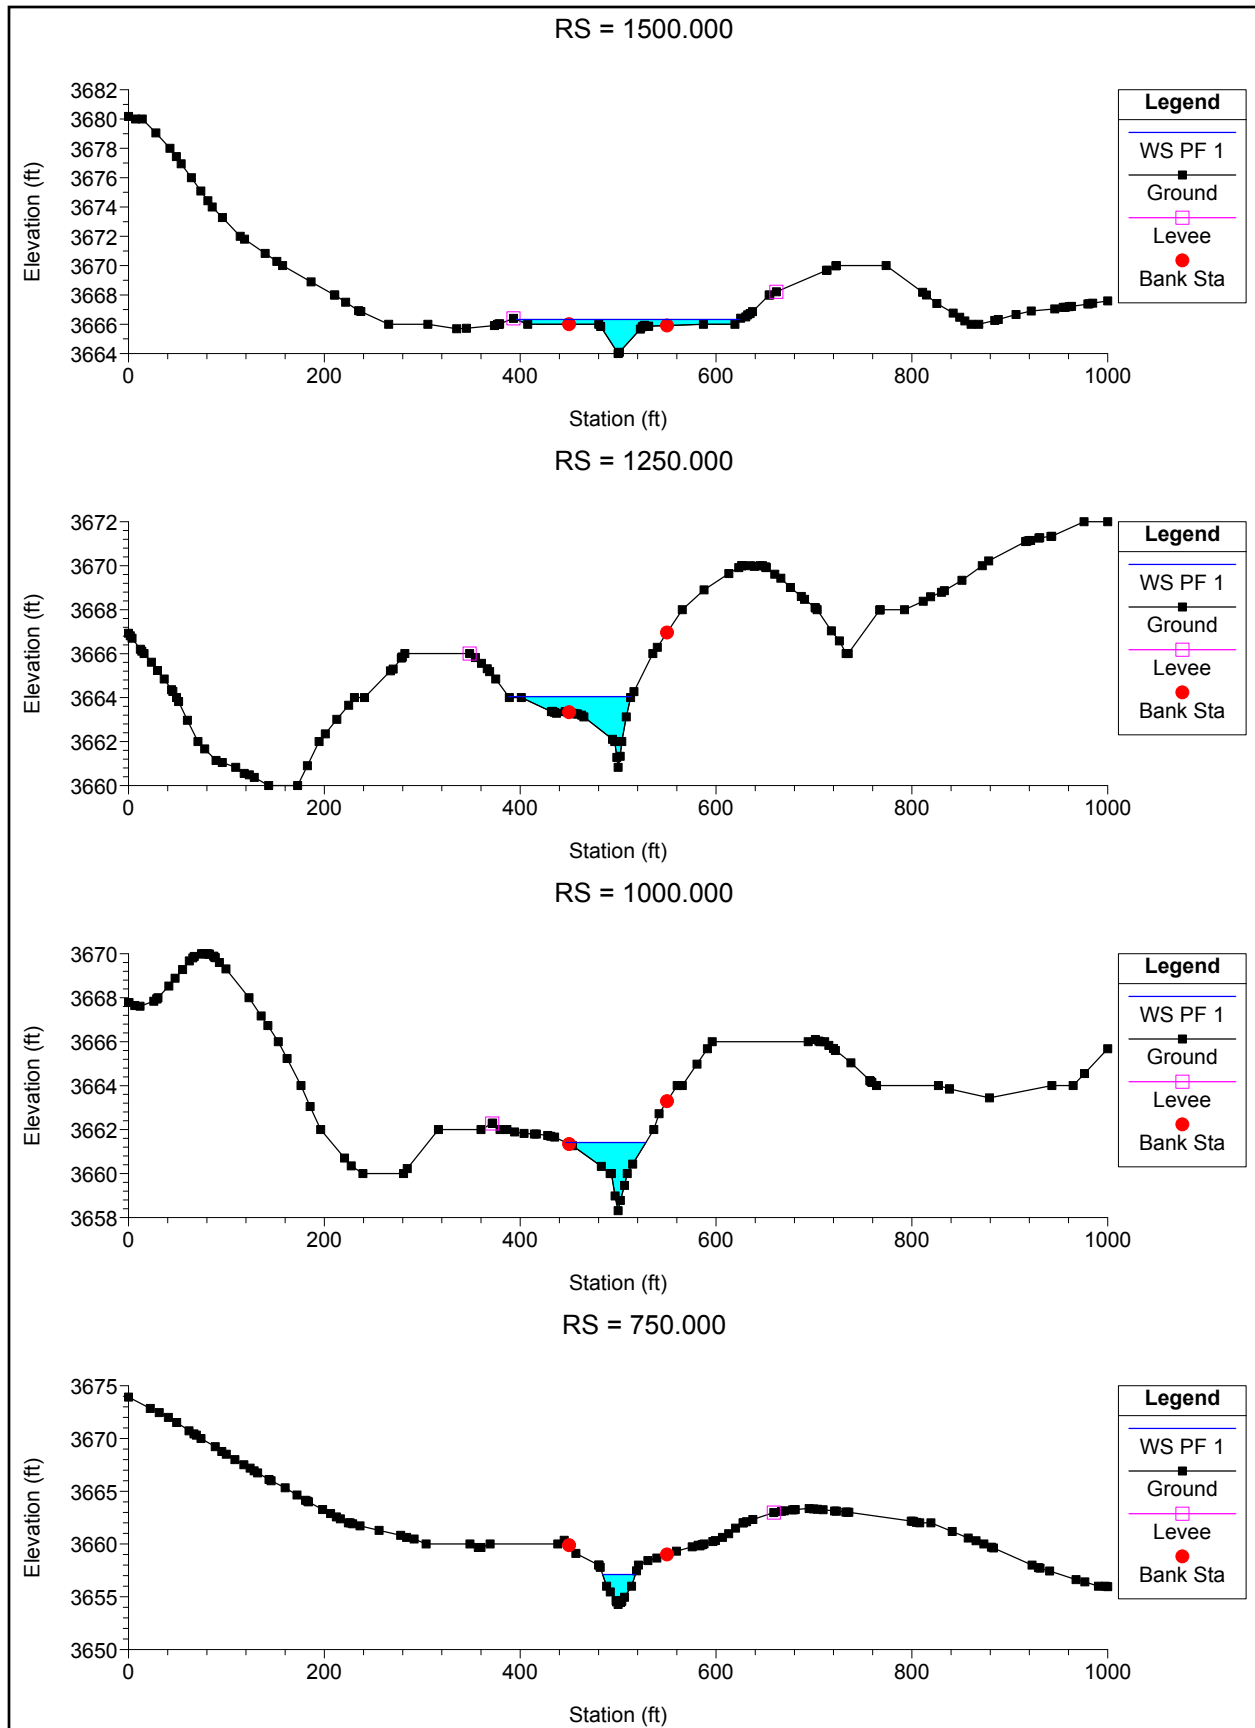 RS = 1500.000
3682
3680
3678
3676
3674
3672
3670
3668
3666
3664
Elevation (ft)
0
200
400
600
800
1000
Station (ft)
Legend
WS PF 1
Ground
Levee
Bank Sta
RS = 1250.000
3672
3670
3668
3666
3664
3662
3660
Elevation (ft)
0
200
400
600
800
1000
Station (ft)
Legend
WS PF 1
Ground
Levee
Bank Sta
RS = 1000.000
3670
3668
3666
3664
3662
3660
3658
Elevation (ft)
0
200
400
600
800
1000
Station (ft)
Legend
WS PF 1
Ground
Levee
Bank Sta
RS = 750.000
3675
3670
3665
3660
3655
3650
Elevation (ft)
0
200
400
600
800
1000
Station (ft)
Legend
WS PF 1
Ground
Levee
Bank Sta